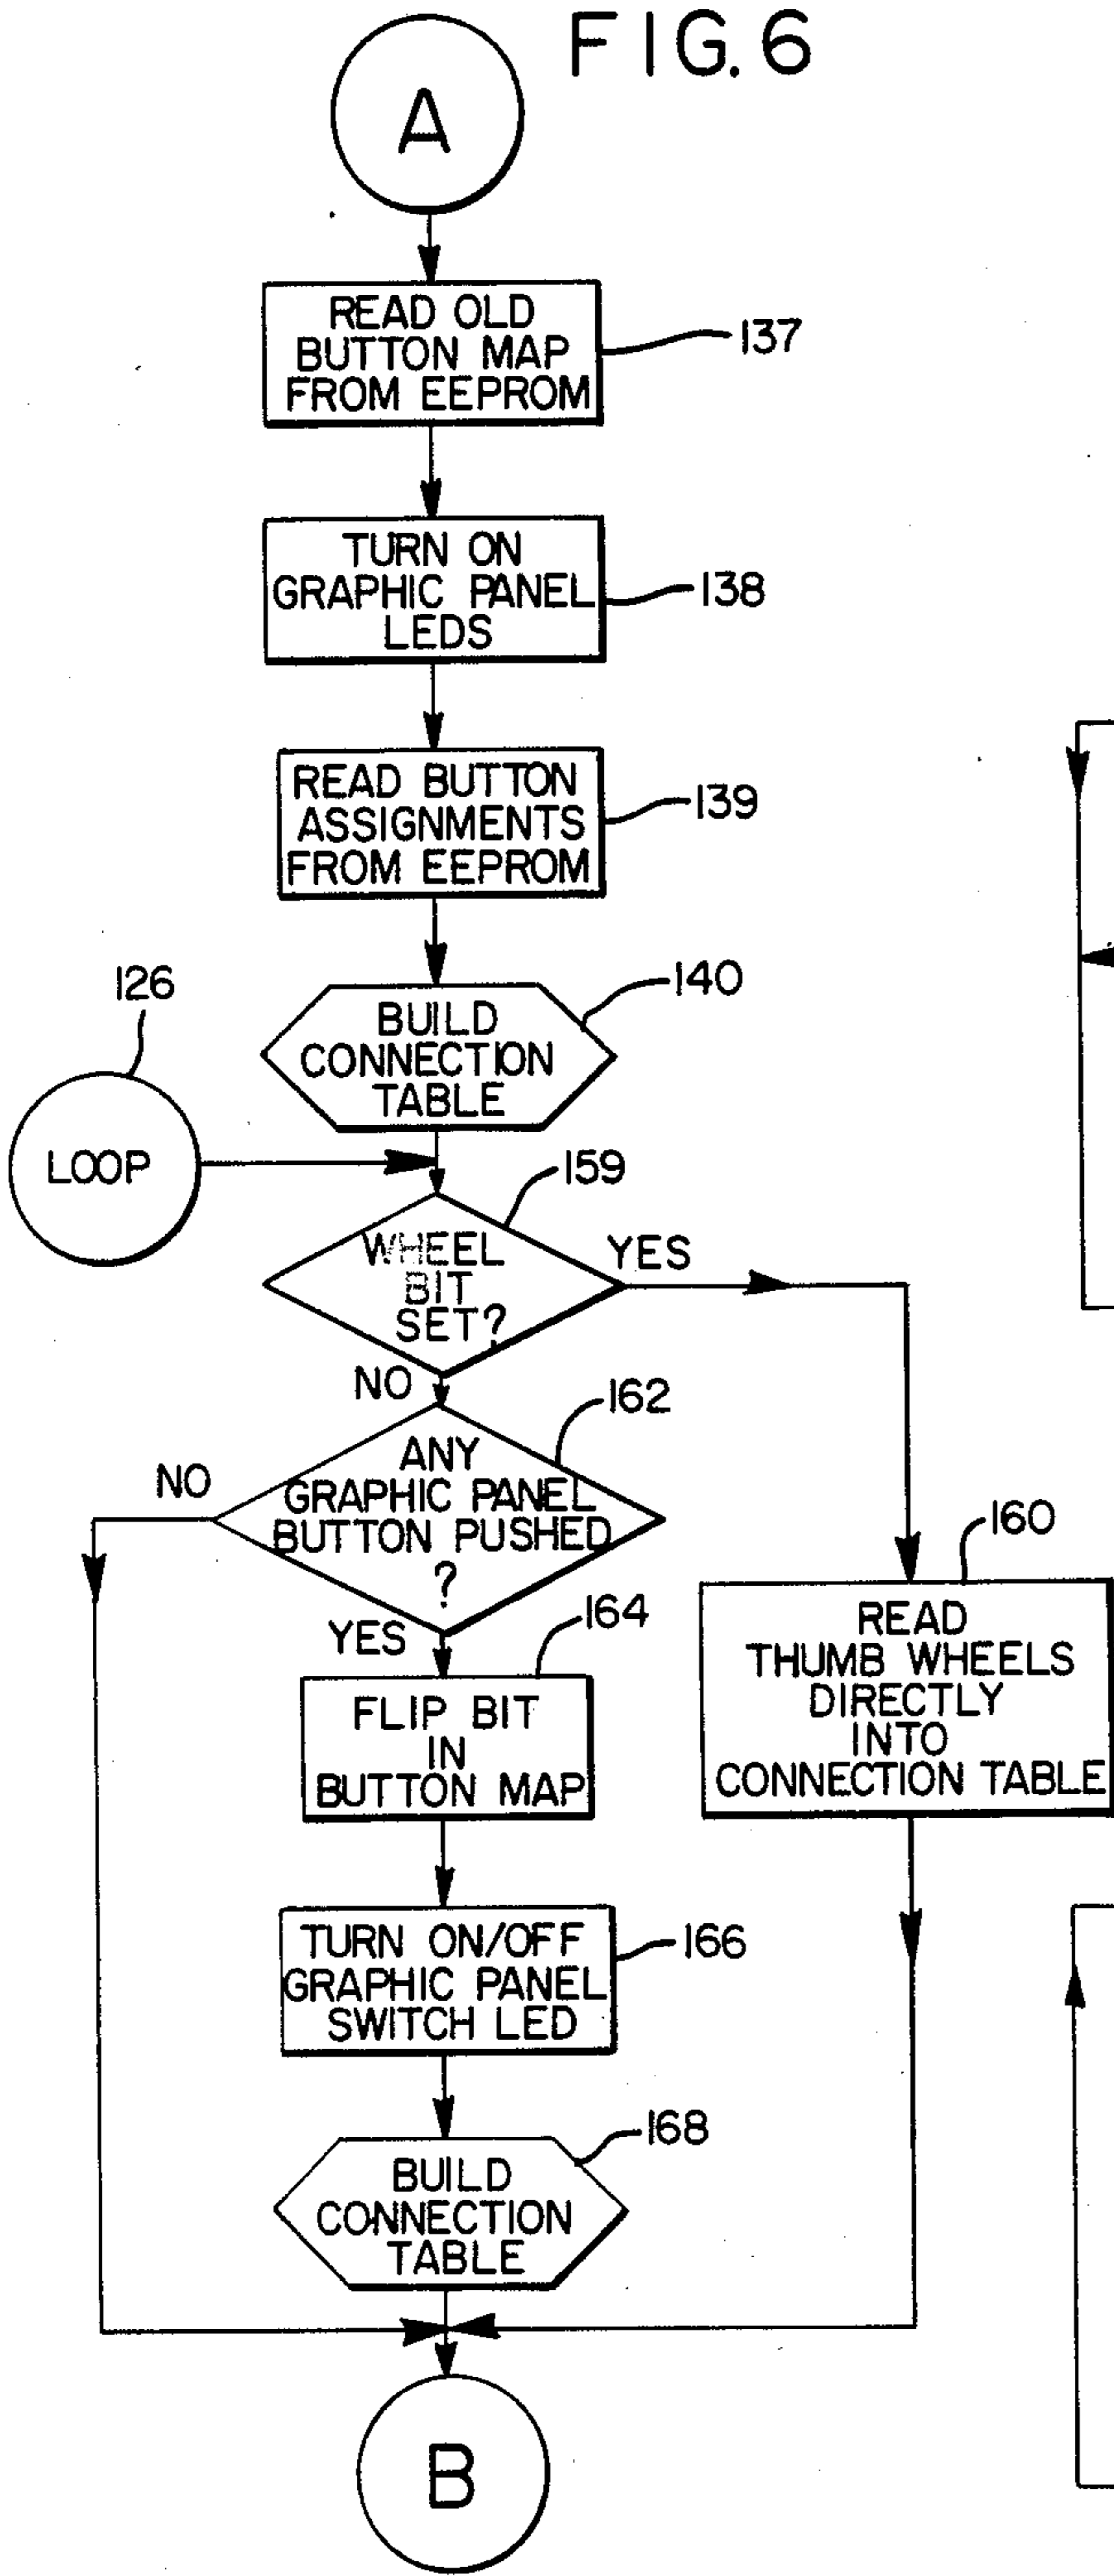 FIG. 6
A
READ OLD
BUTTON MAP
FROM EEPROM
137
TURN ON
GRAPHIC PANEL
LEDS
138
READ BUTTON
ASSIGNMENTS
FROM EEPROM
139
BUILD
CONNECTION
TABLE
140
126
LOOP
WHEEL
BIT
SET?
159
YES
NO
ANY
GRAPHIC PANEL
BUTTON PUSHED
?
162
NO
YES
READ
THUMB WHEELS
DIRECTLY
INTO
CONNECTION TABLE
160
FLIP BIT
IN
BUTTON MAP
164
TURN ON/OFF
GRAPHIC PANEL
SWITCH LED
166
BUILD
CONNECTION
TABLE
168
B